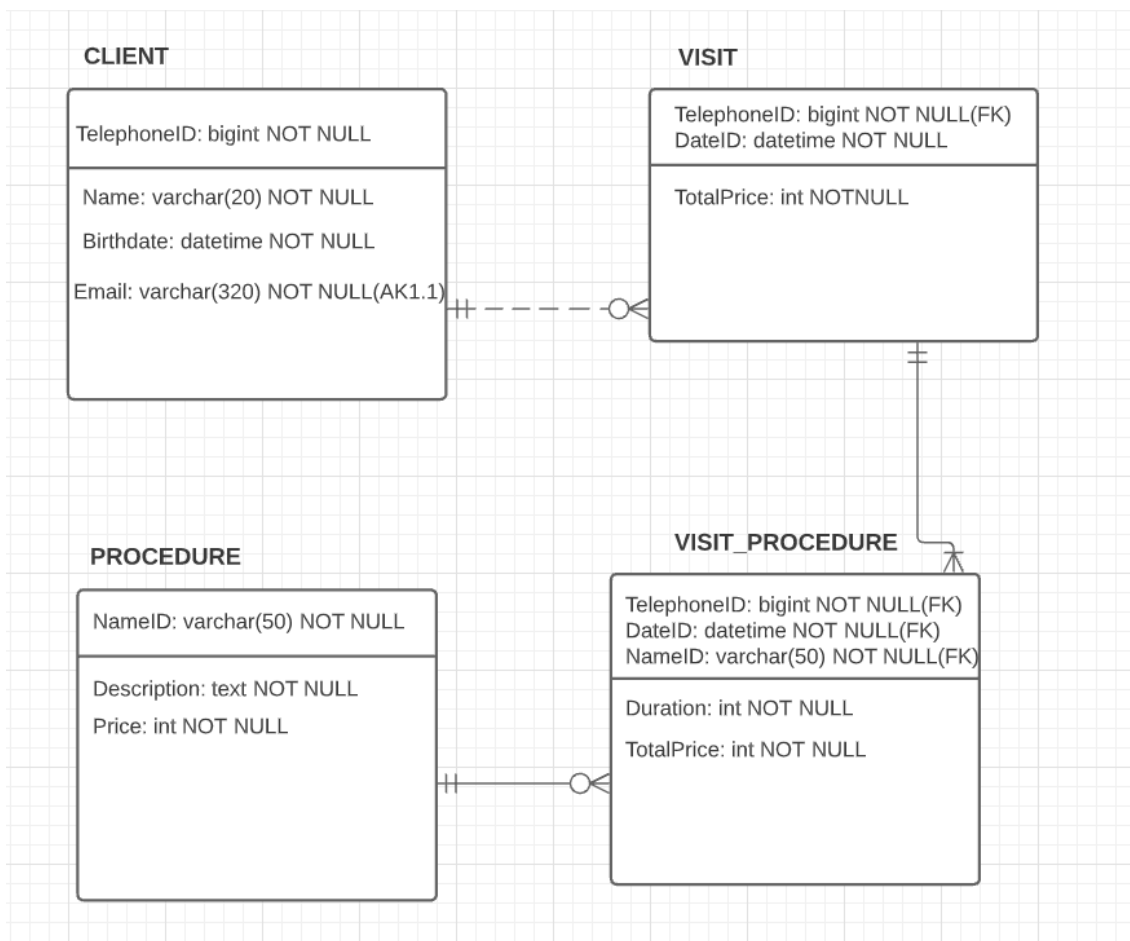 CLIENT
TelephoneID: bigint NOT NULL
Name: varchar(20) NOT NULL
Birthdate: datetime NOT NULL
Email: varchar(320) NOT NULL(AK1.1)
VISIT
TelephoneID: bigint NOT NULL(FK)
DateID: datetime NOT NULL
TotalPrice: int NOTNULL
PROCEDURE
NameID: varchar(50) NOT NULL
Description: text NOT NULL
Price: int NOT NULL
VISIT_PROCEDURE
TelephoneID: bigint NOT NULL(FK)
DateID: datetime NOT NULL(FK)
NameID: varchar(50) NOT NULL(FK)
Duration: int NOT NULL
TotalPrice: int NOT NULL